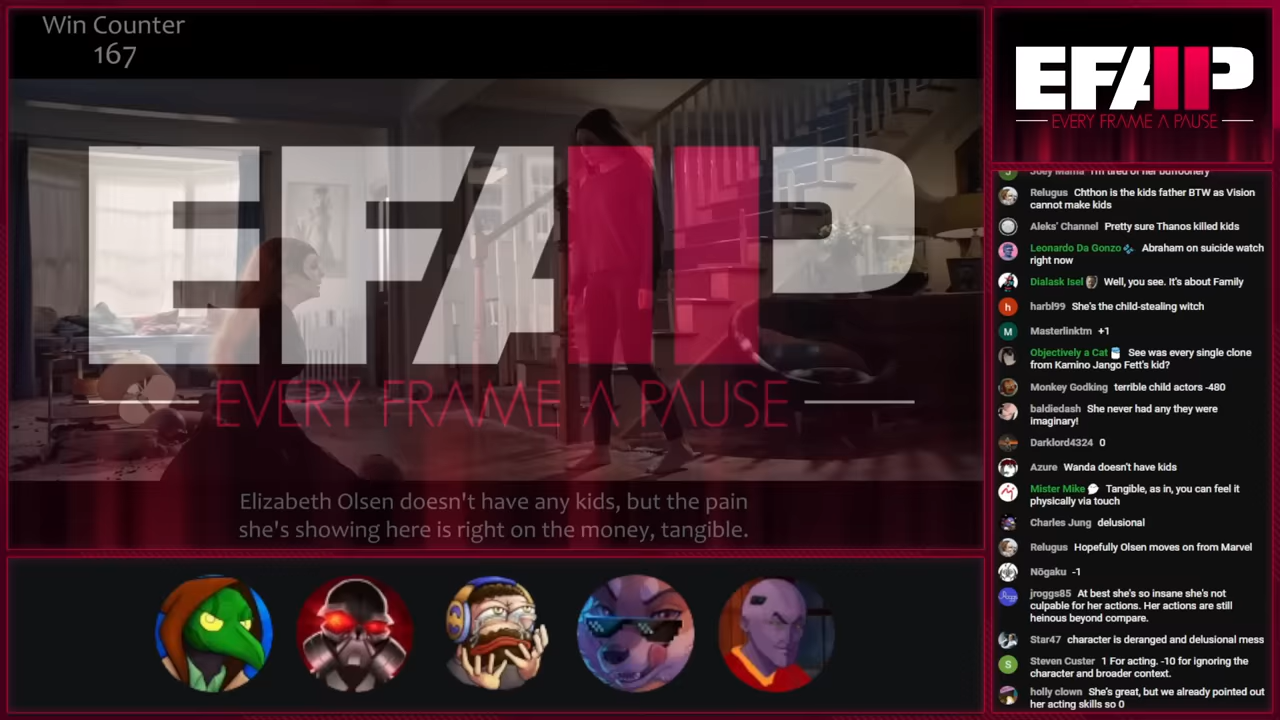 Win Counter
167
EFAP
EVERY FRAME A PAUSE
Elizabeth Olsen doesn't have any kids, but the pain
she's showing here is right on the money, tangible.
EFAP
EVERY FRAME A PAUSE
Joey Mama I'm tired of her buffoonery
Relugus Chthon is the kids father BTW as Vision
cannot make kids
Aleks' Channel Pretty sure Thanos killed kids
Leonardo Da Gonzo Abraham on suicide watch
right now
Dialask Isel Well, you see. It's about Family
harbl99 She's the child-stealing witch
Masterlinktm +1
Objectively a Cat See was every single clone
from Kamino Jango Fett's kid?
Monkey Godking terrible child actors -480
baldiedash She never had any they were
imaginary!
Darklord4324 0
Azure Wanda doesn't have kids
Mister Mike Tangible, as in, you can feel it
physically via touch
Charles Jung delusional
Relugus Hopefully Olsen moves on from Marvel
Nōgaku -1
jroggs85 At best she's so insane she's not
culpable for her actions. Her actions are still
heinous beyond compare.
Star47 character is deranged and delusional mess
Steven Custer 1 For acting. -10 for ignoring the
character and broader context.
holly clown She's great, but we already pointed out
her acting skills so 0